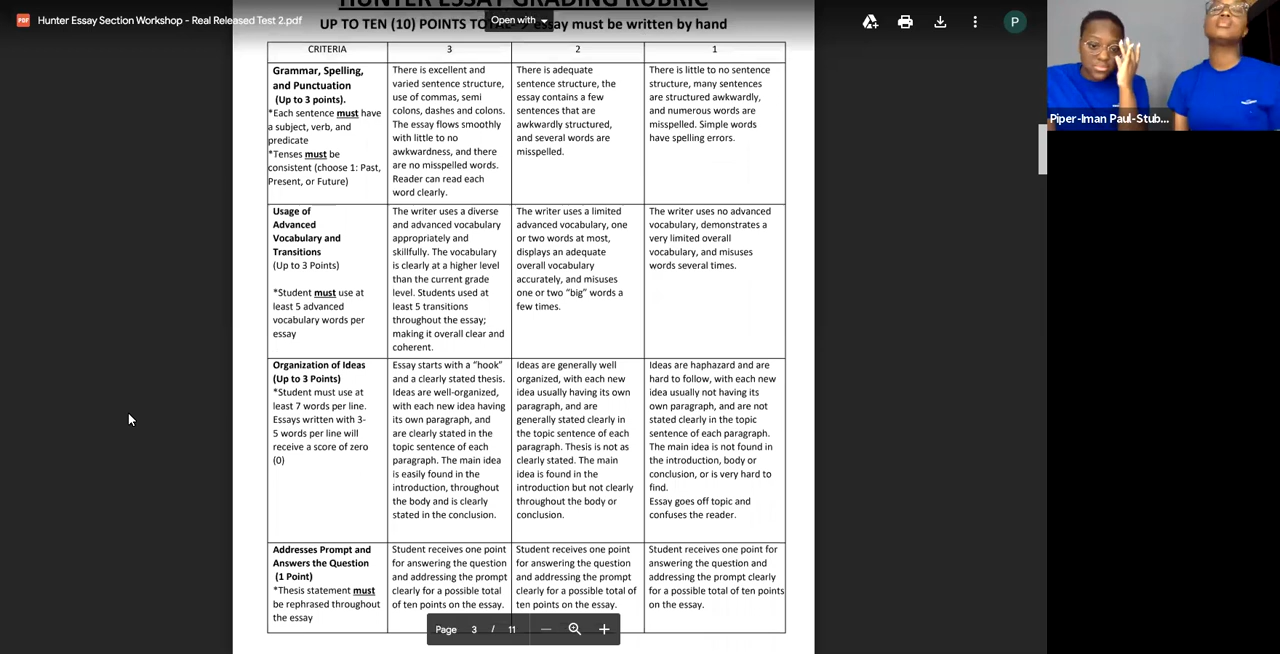 Hunter Essay Section Workshop - Real Released Test 2.pdf
Open with
P
Piper-Iman Paul-Stub...
HUNTER ESSAY GRADING RUBRIC
UP TO TEN (10) POINTS essay must be written by hand
CRITERIA 3 2 1
Grammar, Spelling,
and Punctuation
(Up to 3 points).
*Each sentence must have
a subject, verb, and
predicate
*Tenses must be
consistent (choose 1: Past,
Present, or Future)
There is excellent and
varied sentence structure,
use of commas, semi
colons, dashes and colons.
The essay flows smoothly
with little to no
awkwardness, and there
are no misspelled words.
Reader can read each
word clearly.
There is adequate
sentence structure, the
essay contains a few
sentences that are
awkwardly structured,
and several words are
misspelled.
There is little to no sentence
structure, many sentences
are structured awkwardly,
and numerous words are
misspelled. Simple words
have spelling errors.
Usage of
Advanced
Vocabulary and
Transitions
(Up to 3 Points)
*Student must use at
least 5 advanced
vocabulary words per
essay
The writer uses a diverse
and advanced vocabulary
appropriately and
skillfully. The vocabulary
is clearly at a higher level
than the current grade
level. Students used at
least 5 transitions
throughout the essay;
making it overall clear and
coherent.
The writer uses a limited
advanced vocabulary, one
or two words at most,
displays an adequate
overall vocabulary
accurately, and misuses
one or two “big” words a
few times.
The writer uses no advanced
vocabulary, demonstrates a
very limited overall
vocabulary, and misuses
words several times.
Organization of Ideas
(Up to 3 Points)
*Student must use at
least 7 words per line.
Essays written with 3-
5 words per line will
receive a score of zero
(0)
Essay starts with a “hook”
and a clearly stated thesis.
Ideas are well-organized,
with each new idea having
its own paragraph, and
are clearly stated in the
topic sentence of each
paragraph. The main idea
is easily found in the
introduction, throughout
the body and is clearly
stated in the conclusion.
Ideas are generally well
organized, with each new
idea usually having its own
paragraph, and are
generally stated clearly in
the topic sentence of each
paragraph. Thesis is not as
clearly stated. The main
idea is found in the
introduction but not clearly
throughout the body or
conclusion.
Ideas are haphazard and are
hard to follow, with each new
idea usually not having its
own paragraph, and are not
stated clearly in the topic
sentence of each paragraph.
The main idea is not found in
the introduction, body or
conclusion, or is very hard to
find.
Essay goes off topic and
confuses the reader.
Addresses Prompt and
Answers the Question
(1 Point)
*Thesis statement must
be rephrased throughout
the essay
Student receives one point
for answering the question
and addressing the prompt
clearly for a possible total
of ten points on the essay.
Student receives one point
for answering the question
and addressing the prompt
clearly for a possible total of
ten points on the essay.
Student receives one point for
answering the question and
addressing the prompt clearly
for a possible total of ten points
on the essay.
Page 3 / 11